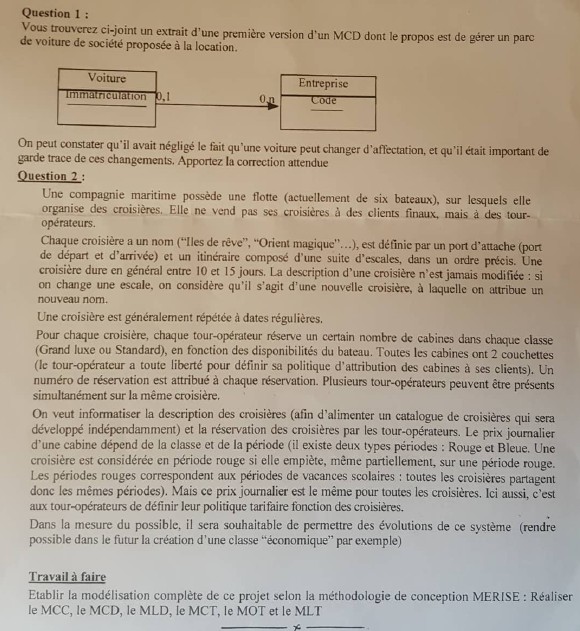 Question 1 :
Vous trouverez ci-joint un extrait d'une première version d'un MCD dont le propos est de gérer un parc
de voiture de société proposée à la location.
Voiture
Immatriculation
0,1
0,n
Entreprise
Code
On peut constater qu'il avait négligé le fait qu'une voiture peut changer d'affectation, et qu'il était important de
garde trace de ces changements. Apportez la correction attendue
Question 2 :
Une compagnie maritime possède une flotte (actuellement de six bateaux), sur lesquels elle
organise des croisières. Elle ne vend pas ses croisières à des clients finaux, mais à des tour-
opérateurs.
Chaque croisière a un nom ("Iles de rêve", "Orient magique"...), est définie par un port d'attache (port
de départ et d'arrivée) et un itinéraire composé d'une suite d'escales, dans un ordre précis. Une
croisière dure en général entre 10 et 15 jours. La description d'une croisière n'est jamais modifiée : si
on change une escale, on considère qu'il s'agit d'une nouvelle croisière, à laquelle on attribue un
nouveau nom.
Une croisière est généralement répétée à dates régulières.
Pour chaque croisière, chaque tour-opérateur réserve un certain nombre de cabines dans chaque classe
(Grand luxe ou Standard), en fonction des disponibilités du bateau. Toutes les cabines ont 2 couchettes
(le tour-opérateur a toute liberté pour définir sa politique d'attribution des cabines à ses clients). Un
numéro de réservation est attribué à chaque réservation. Plusieurs tour-opérateurs peuvent être présents
simultanément sur la même croisière.
On veut informatiser la description des croisières (afin d'alimenter un catalogue de croisières qui sera
développé indépendamment) et la réservation des croisières par les tour-opérateurs. Le prix journalier
d'une cabine dépend de la classe et de la période (il existe deux types périodes : Rouge et Bleue. Une
croisière est considérée en période rouge si elle empiète, même partiellement, sur une période rouge.
Les périodes rouges correspondent aux périodes de vacances scolaires : toutes les croisières partagent
donc les mêmes périodes). Mais ce prix journalier est le même pour toutes les croisières. Ici aussi, c'est
aux tour-opérateurs de définir leur politique tarifaire fonction des croisières.
Dans la mesure du possible, il sera souhaitable de permettre des évolutions de ce système (rendre
possible dans le futur la création d'une classe "économique" par exemple)
Travail à faire
Etablir la modélisation complète de ce projet selon la méthodologie de conception MERISE : Réaliser
le MCC, le MCD, le MLD, le MCT, le MOT et le MLT